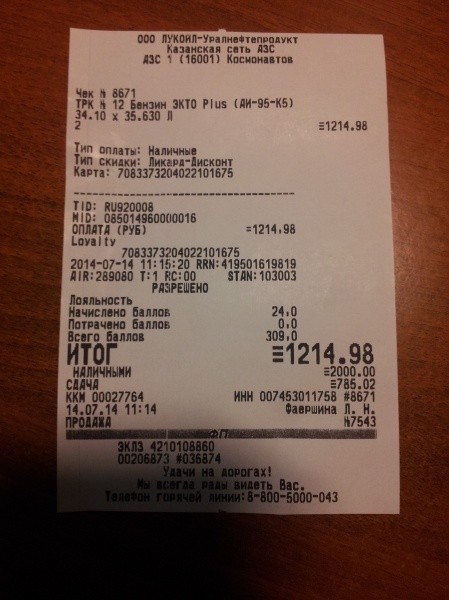 ООО ЛУКОЙЛ-Уралнефтепродукт
Казанская сеть АЗС
АЗС 1 (16001) Космонавтов
Чек № 8671
ТРК № 12 Бензин ЭКТО Plus (АИ-95-К5)
34.10 x 35.630 Л
2 ≡1214.98
Тип оплаты: Наличные
Тип скидки: Ликард-Дисконт
Карта: 7083373204022101675
------------------------------------
TID: RU920008
MID: 085014960000016
ОПЛАТА (РУБ) =1214,98
Loyalty
7083373204022101675
2014-07-14 11:15:20 RRN:419501619819
AIR:289080 T:1 RC:00 STAN:103003
РАЗРЕШЕНО
Лояльность
Начислено баллов 24,0
Потрачено баллов 0,0
Всего баллов 309,0
ИТОГ ≡1214.98
НАЛИЧНЫМИ ≡2000.00
СДАЧА ≡785.02
ККМ 00027764 ИНН 007453011758 #8671
14.07.14 11:14 Фаершина Л. Н.
ПРОДАЖА №7543
ФП
ЭКЛЗ 4210108860
00206873 #036874
Удачи на дорогах!
Мы всегда рады видеть Вас.
Телефон горячей линии:8-800-5000-043